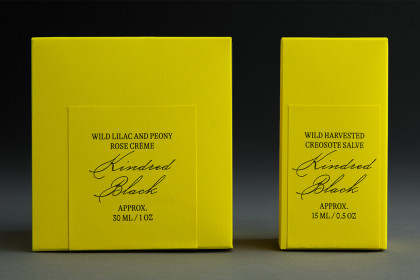 WILD LILAC AND PEONY
ROSE CRÈME
Kindred
Black
APPROX.
30 ML / 1 OZ
WILD HARVESTED
CREOSOTE SALVE
Kindred
Black
APPROX.
15 ML / 0.5 OZ